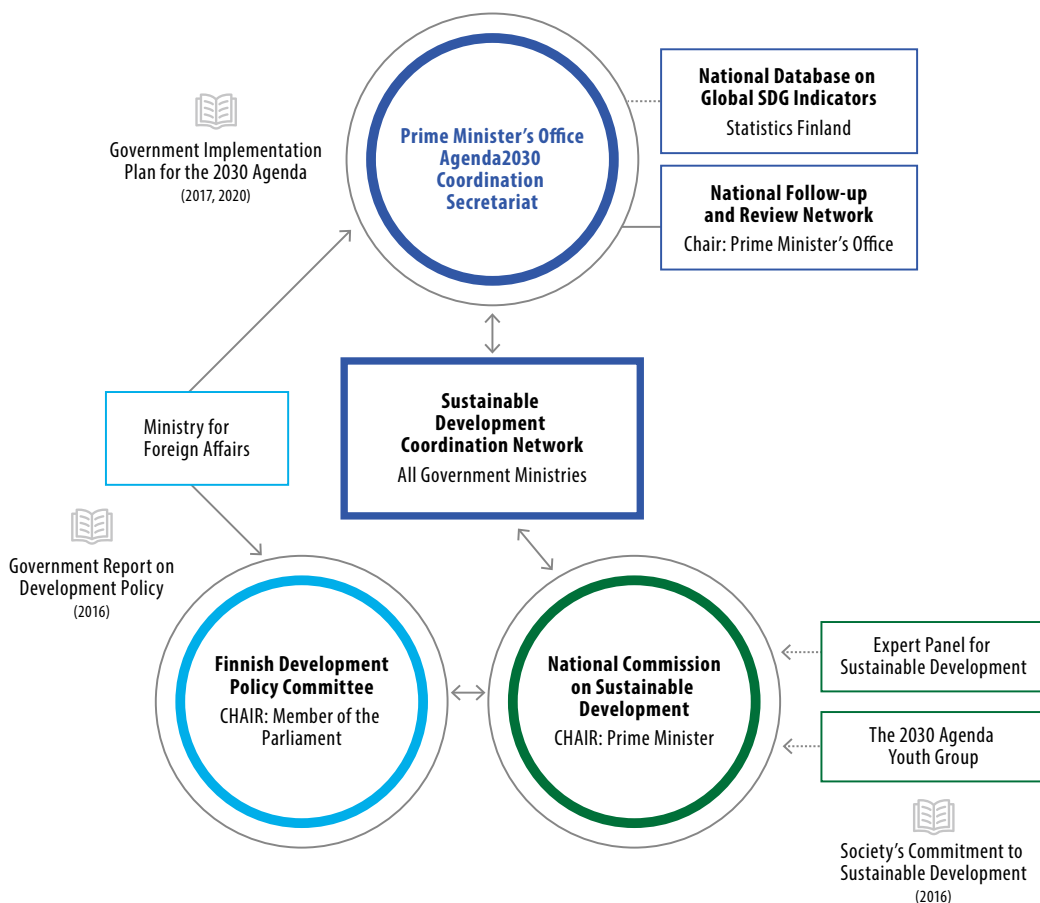 Prime Minister’s Office
Agenda2030
Coordination
Secretariat
National Database on
Global SDG Indicators
Statistics Finland
National Follow-up
and Review Network
Chair: Prime Minister’s Office
Government Implementation
Plan for the 2030 Agenda
(2017, 2020)
Sustainable
Development
Coordination Network
All Government Ministries
Ministry for
Foreign Affairs
Government Report on
Development Policy
(2016)
Finnish Development
Policy Committee
CHAIR: Member of the
Parliament
National Commission
on Sustainable
Development
CHAIR: Prime Minister
Expert Panel for
Sustainable Development
The 2030 Agenda
Youth Group
Society’s Commitment to
Sustainable Development
(2016)